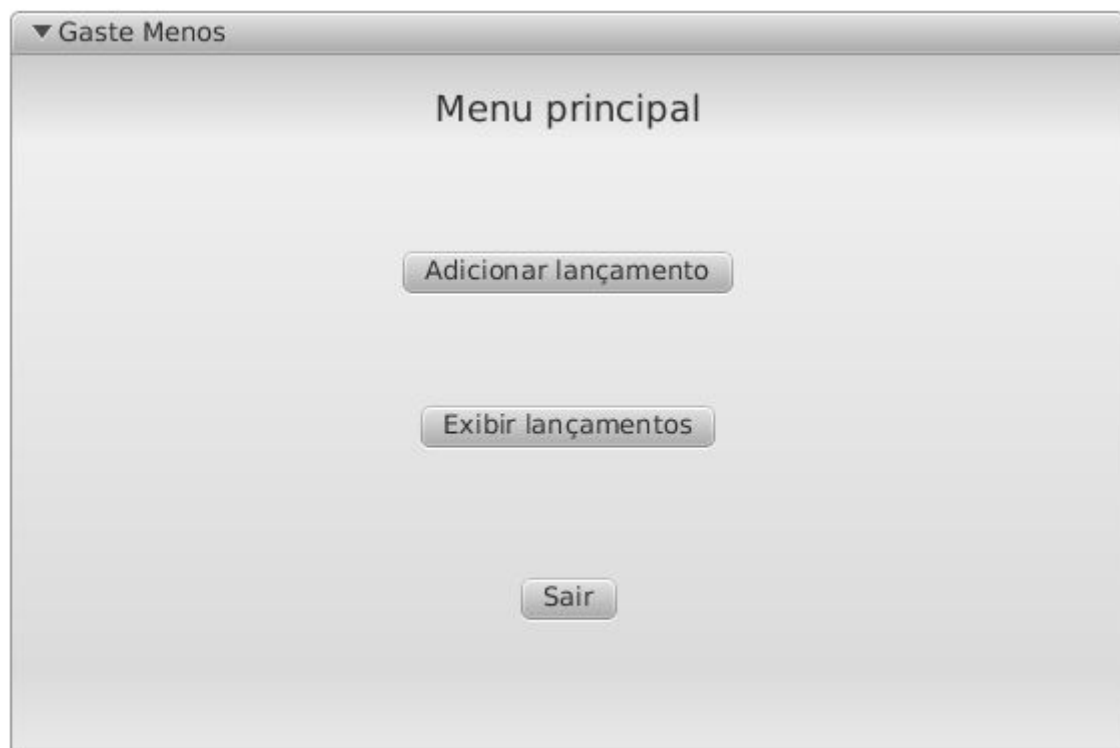 Gaste Menos
Menu principal
Adicionar lançamento
Exibir lançamentos
Sair